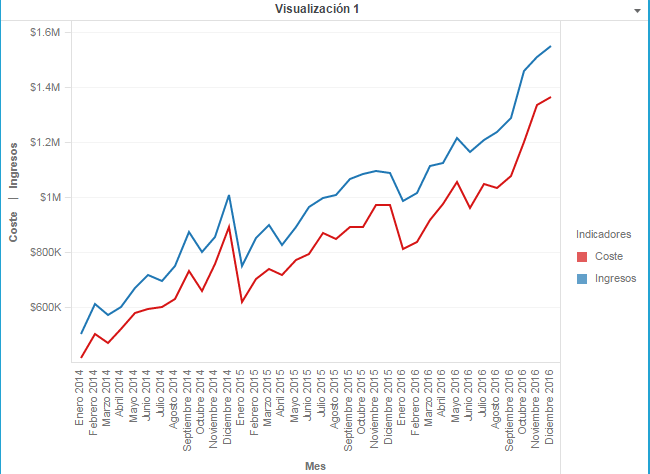 Visualización 1
$1.6M
$1.4M
$1.2M
$1M
$800K
$600K
Coste | Ingresos
Enero 2014
Febrero 2014
Marzo 2014
Abril 2014
Mayo 2014
Junio 2014
Julio 2014
Agosto 2014
Septiembre 2014
Octubre 2014
Noviembre 2014
Diciembre 2014
Enero 2015
Febrero 2015
Marzo 2015
Abril 2015
Mayo 2015
Junio 2015
Julio 2015
Agosto 2015
Septiembre 2015
Octubre 2015
Noviembre 2015
Diciembre 2015
Enero 2016
Febrero 2016
Marzo 2016
Abril 2016
Mayo 2016
Junio 2016
Julio 2016
Agosto 2016
Septiembre 2016
Octubre 2016
Noviembre 2016
Diciembre 2016
Mes
Indicadores
Coste
Ingresos